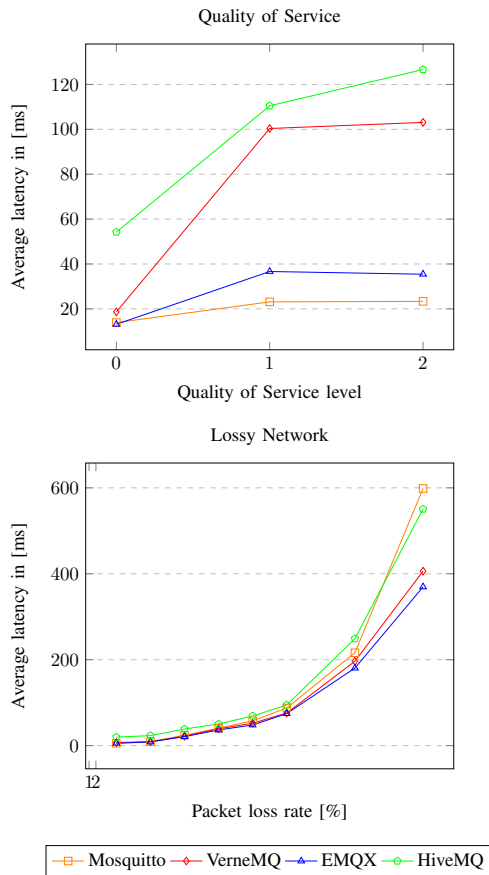 Quality of Service
120
100
80
60
40
20
Average latency in [ms]
0 1 2
Quality of Service level
Lossy Network
600
400
200
0
Average latency in [ms]
12
Packet loss rate [%]
Mosquitto VerneMQ EMQX HiveMQ